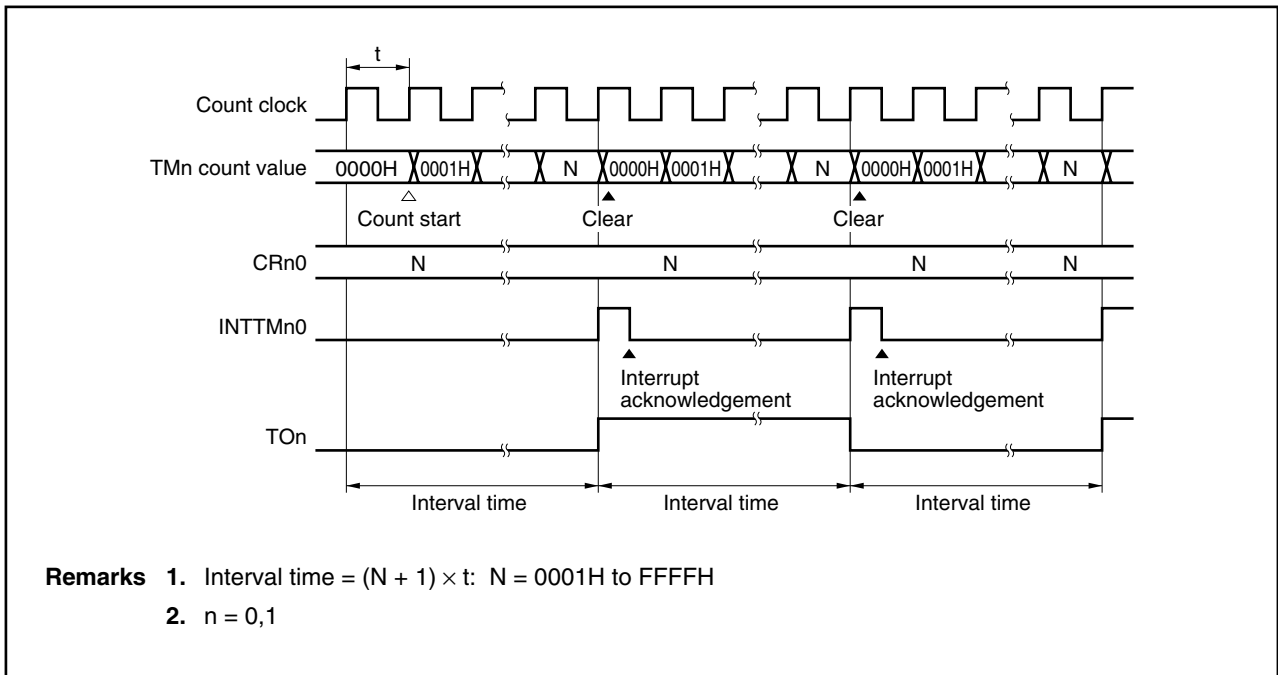 t
Count clock
TMn count value 0000H 0001H N 0000H 0001H N 0000H 0001H N
Count start Clear Clear
CRn0 N N N N
INTTMn0
Interrupt acknowledgement Interrupt acknowledgement
TOn
Interval time Interval time Interval time
Remarks 1. Interval time = (N + 1) × t: N = 0001H to FFFFH
2. n = 0,1